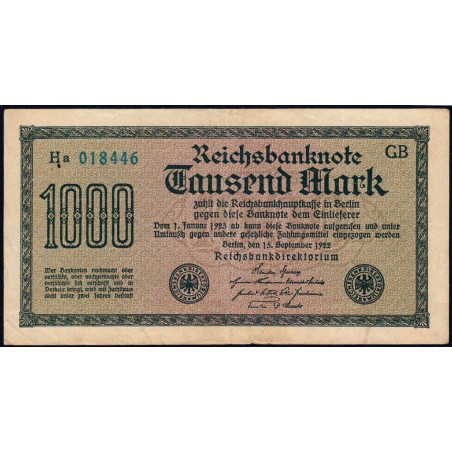 Ha 018446
Reichsbanknote
GB
1000
Tausend Mark
zahlt die Reichsbankhauptkasse in Berlin
gegen diese Banknote dem Einlieferer
Vom 1. Januar 1923 ab kann diese Banknote aufgerufen und unter
Umtausch gegen andere gesetzliche Zahlungsmittel eingezogen werden
Berlin, den 15. September 1922
Reichsbankdirektorium
Wer Banknoten nachmacht oder
verfälscht, oder nachgemachte oder
verfälschte sich verschafft und in
Verkehr bringt, wird mit Zuchthaus
nicht unter zwei Jahren bestraft